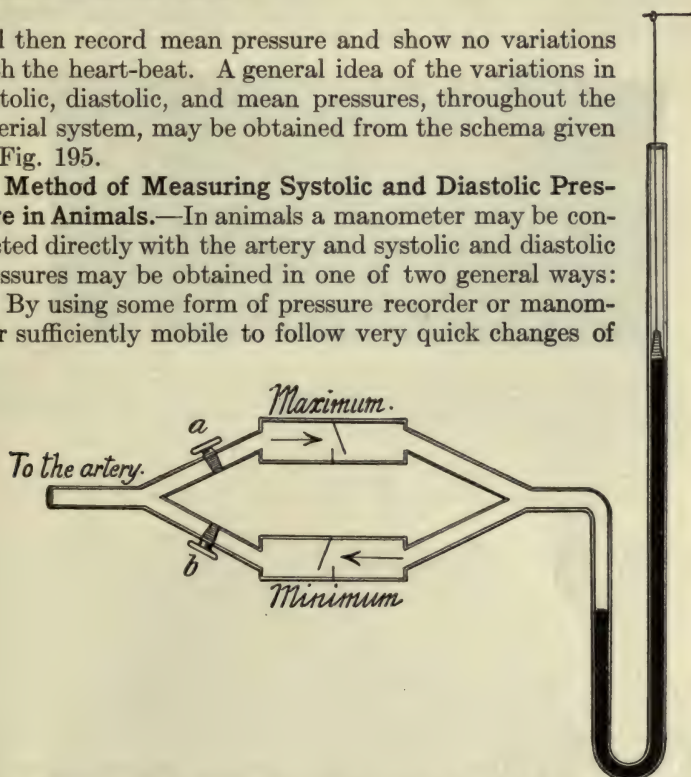 then record mean pressure and show no variations
the heart-beat. A general idea of the variations in
diastolic, and mean pressures, throughout the
system, may be obtained from the schema given
Fig. 195.
Method of Measuring Systolic and Diastolic Pres-
in Animals.—In animals a manometer may be con-
directly with the artery and systolic and diastolic
may be obtained in one of two general ways:
By using some form of pressure recorder or manom-
sufficiently mobile to follow very quick changes of
Maximum.
a
To the artery.
b
Minimum